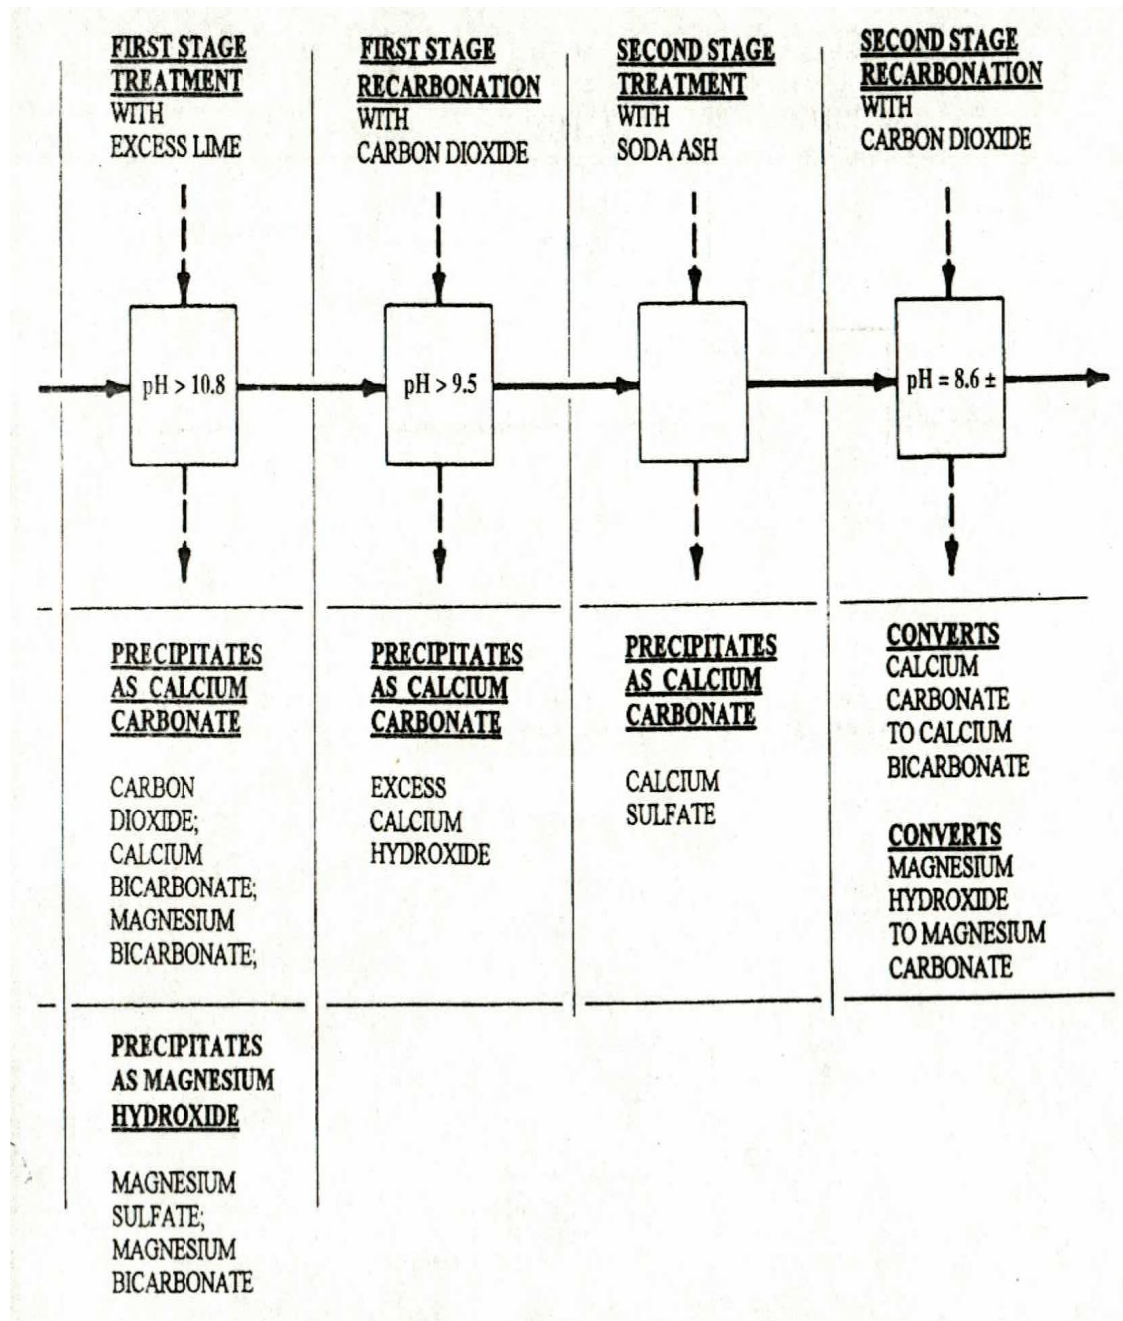 FIRST STAGE
TREATMENT
WITH
EXCESS LIME
FIRST STAGE
RECARBONATION
WITH
CARBON DIOXIDE
SECOND STAGE
TREATMENT
WITH
SODA ASH
SECOND STAGE
RECARBONATION
WITH
CARBON DIOXIDE
pH > 10.8
pH > 9.5
pH = 8.6 ±
PRECIPITATES
AS CALCIUM
CARBONATE
CARBON
DIOXIDE;
CALCIUM
BICARBONATE;
MAGNESIUM
BICARBONATE;
PRECIPITATES
AS MAGNESIUM
HYDROXIDE
MAGNESIUM
SULFATE;
MAGNESIUM
BICARBONATE
PRECIPITATES
AS CALCIUM
CARBONATE
EXCESS
CALCIUM
HYDROXIDE
PRECIPITATES
AS CALCIUM
CARBONATE
CALCIUM
SULFATE
CONVERTS
CALCIUM
CARBONATE
TO CALCIUM
BICARBONATE
CONVERTS
MAGNESIUM
HYDROXIDE
TO MAGNESIUM
CARBONATE